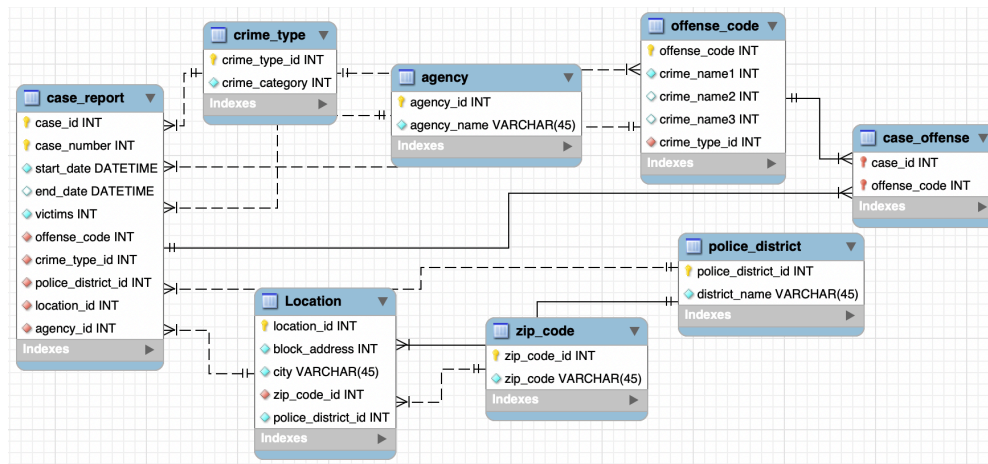 crime_type
crime_type_id INT
crime_category INT
Indexes
agency
agency_id INT
agency_name VARCHAR(45)
Indexes
offense_code
offense_code INT
crime_name1 INT
crime_name2 INT
crime_name3 INT
crime_type_id INT
Indexes
case_report
case_id INT
case_number INT
start_date DATETIME
end_date DATETIME
victims INT
offense_code INT
crime_type_id INT
police_district_id INT
location_id INT
agency_id INT
Indexes
case_offense
case_id INT
offense_code INT
Indexes
police_district
police_district_id INT
district_name VARCHAR(45)
Indexes
Location
location_id INT
block_address INT
city VARCHAR(45)
zip_code_id INT
police_district_id INT
Indexes
zip_code
zip_code_id INT
zip_code VARCHAR(45)
Indexes